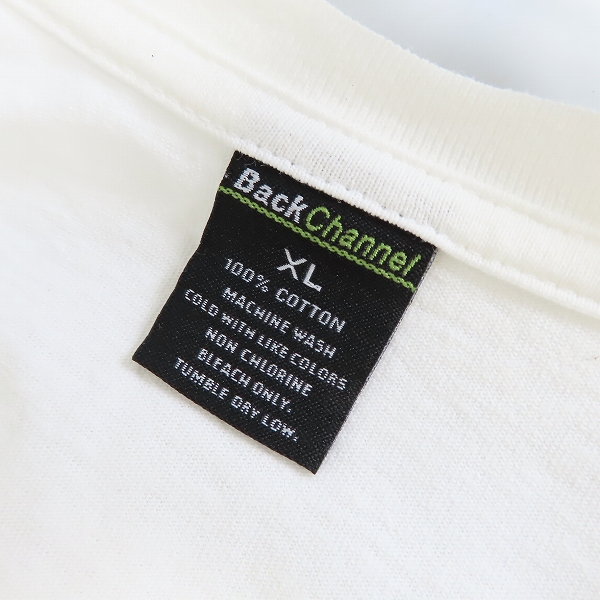 BackChannel
XL
100% COTTON
MACHINE WASH
COLD WITH LIKE COLORS
NON CHLORINE
BLEACH ONLY.
TUMBLE DRY LOW.